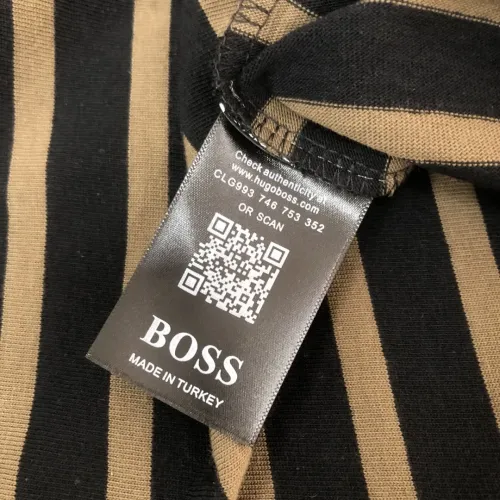 Check authenticity at
www.hugoboss.com
CLG993 746 753 352
OR SCAN
BOSS
MADE IN TURKEY